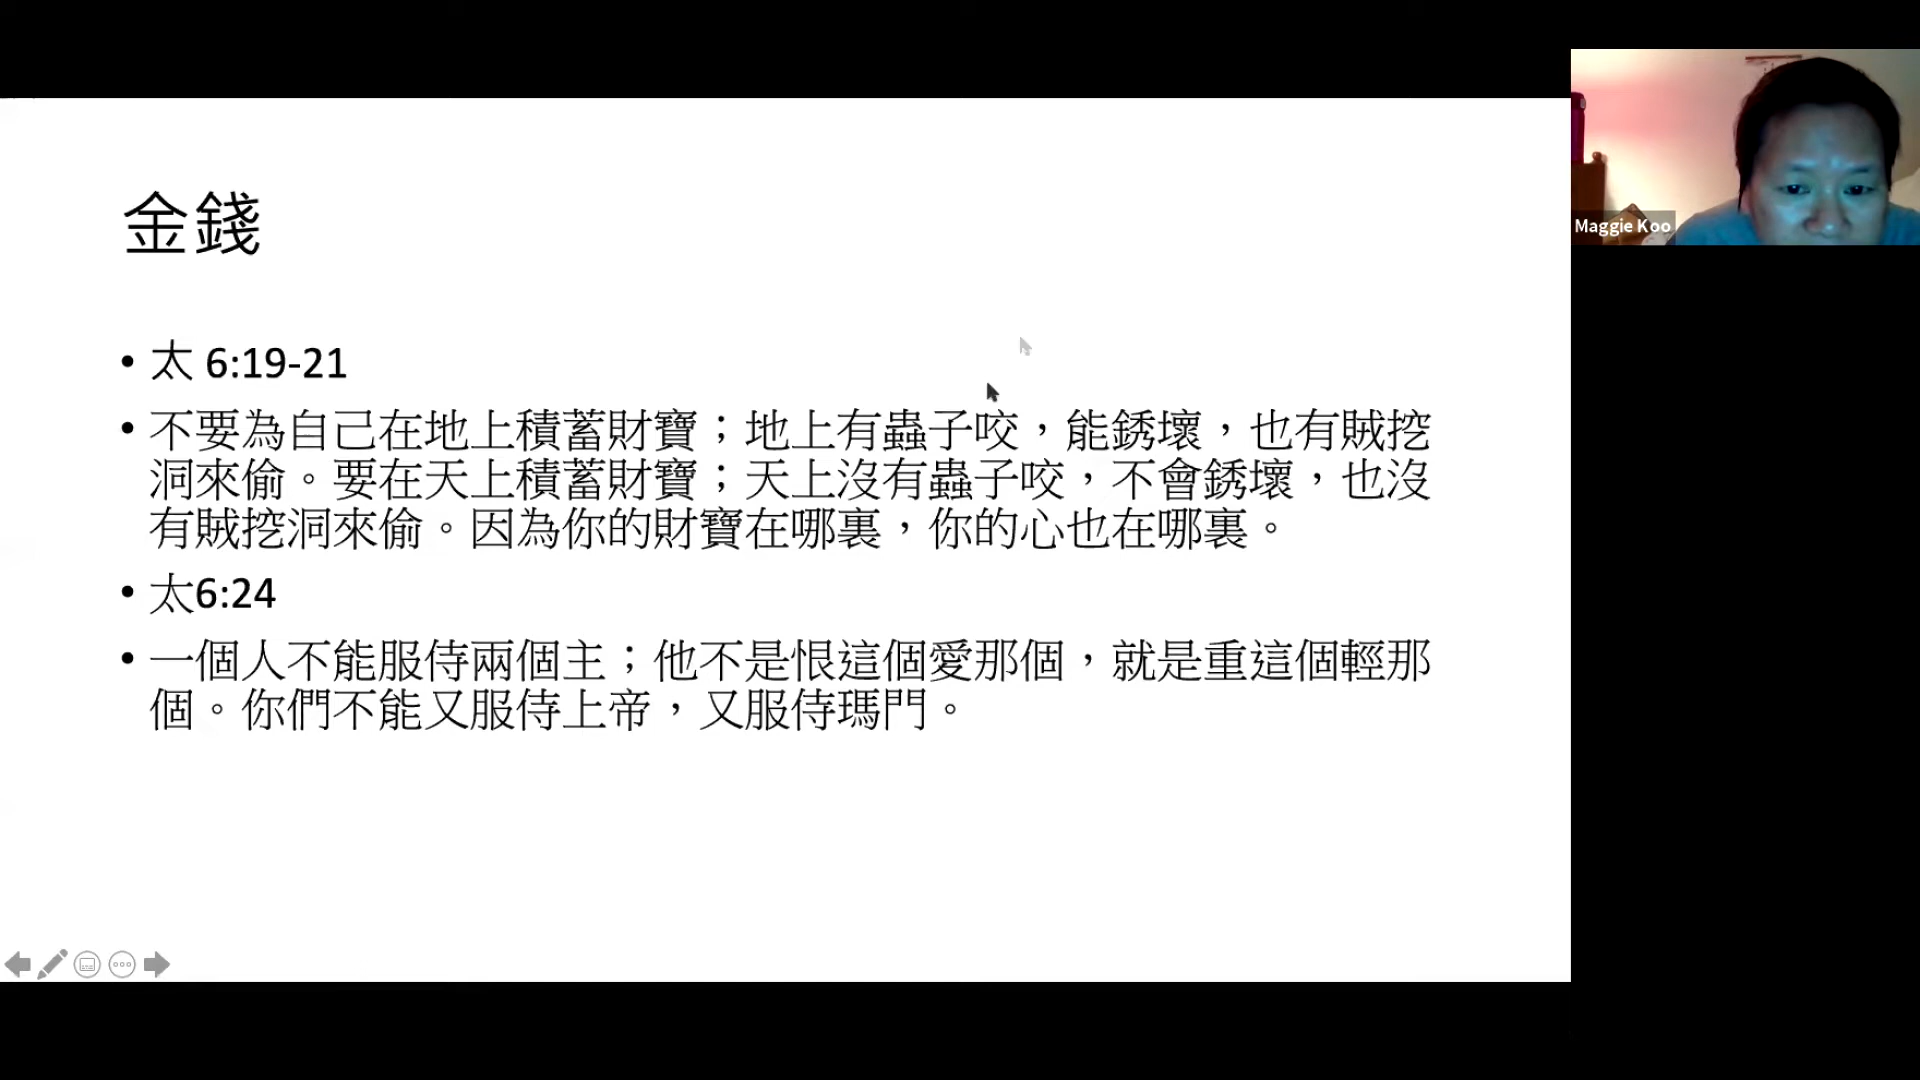 金錢
• 太 6:19-21
• 不要為自己在地上積蓄財寶；地上有蟲子咬，能銹壞，也有賊挖
洞來偷。要在天上積蓄財寶；天上沒有蟲子咬，不會銹壞，也沒
有賊挖洞來偷。因為你的財寶在哪裏，你的心也在哪裏。
• 太6:24
• 一個人不能服侍兩個主；他不是恨這個愛那個，就是重這個輕那
個。你們不能又服侍上帝，又服侍瑪門。
Maggie Koo